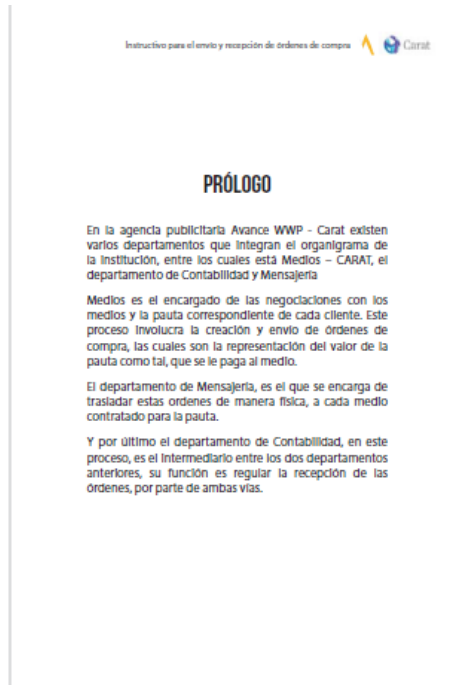 Instructivo para el envío y recepción de órdenes de compra Carat
PRÓLOGO
En la agencia publicitaria Avance WWP - Carat existen
varios departamentos que integran el organigrama de
la institución, entre los cuales está Medios – CARAT, el
departamento de Contabilidad y Mensajería
Medios es el encargado de las negociaciones con los
medios y la pauta correspondiente de cada cliente. Este
proceso involucra la creación y envío de órdenes de
compra, las cuales son la representación del valor de la
pauta como tal, que se le paga al medio.
El departamento de Mensajería, es el que se encarga de
trasladar estas ordenes de manera física, a cada medio
contratado para la pauta.
Y por último el departamento de Contabilidad, en este
proceso, es el intermediario entre los dos departamentos
anteriores, su función es regular la recepción de las
órdenes, por parte de ambas vías.